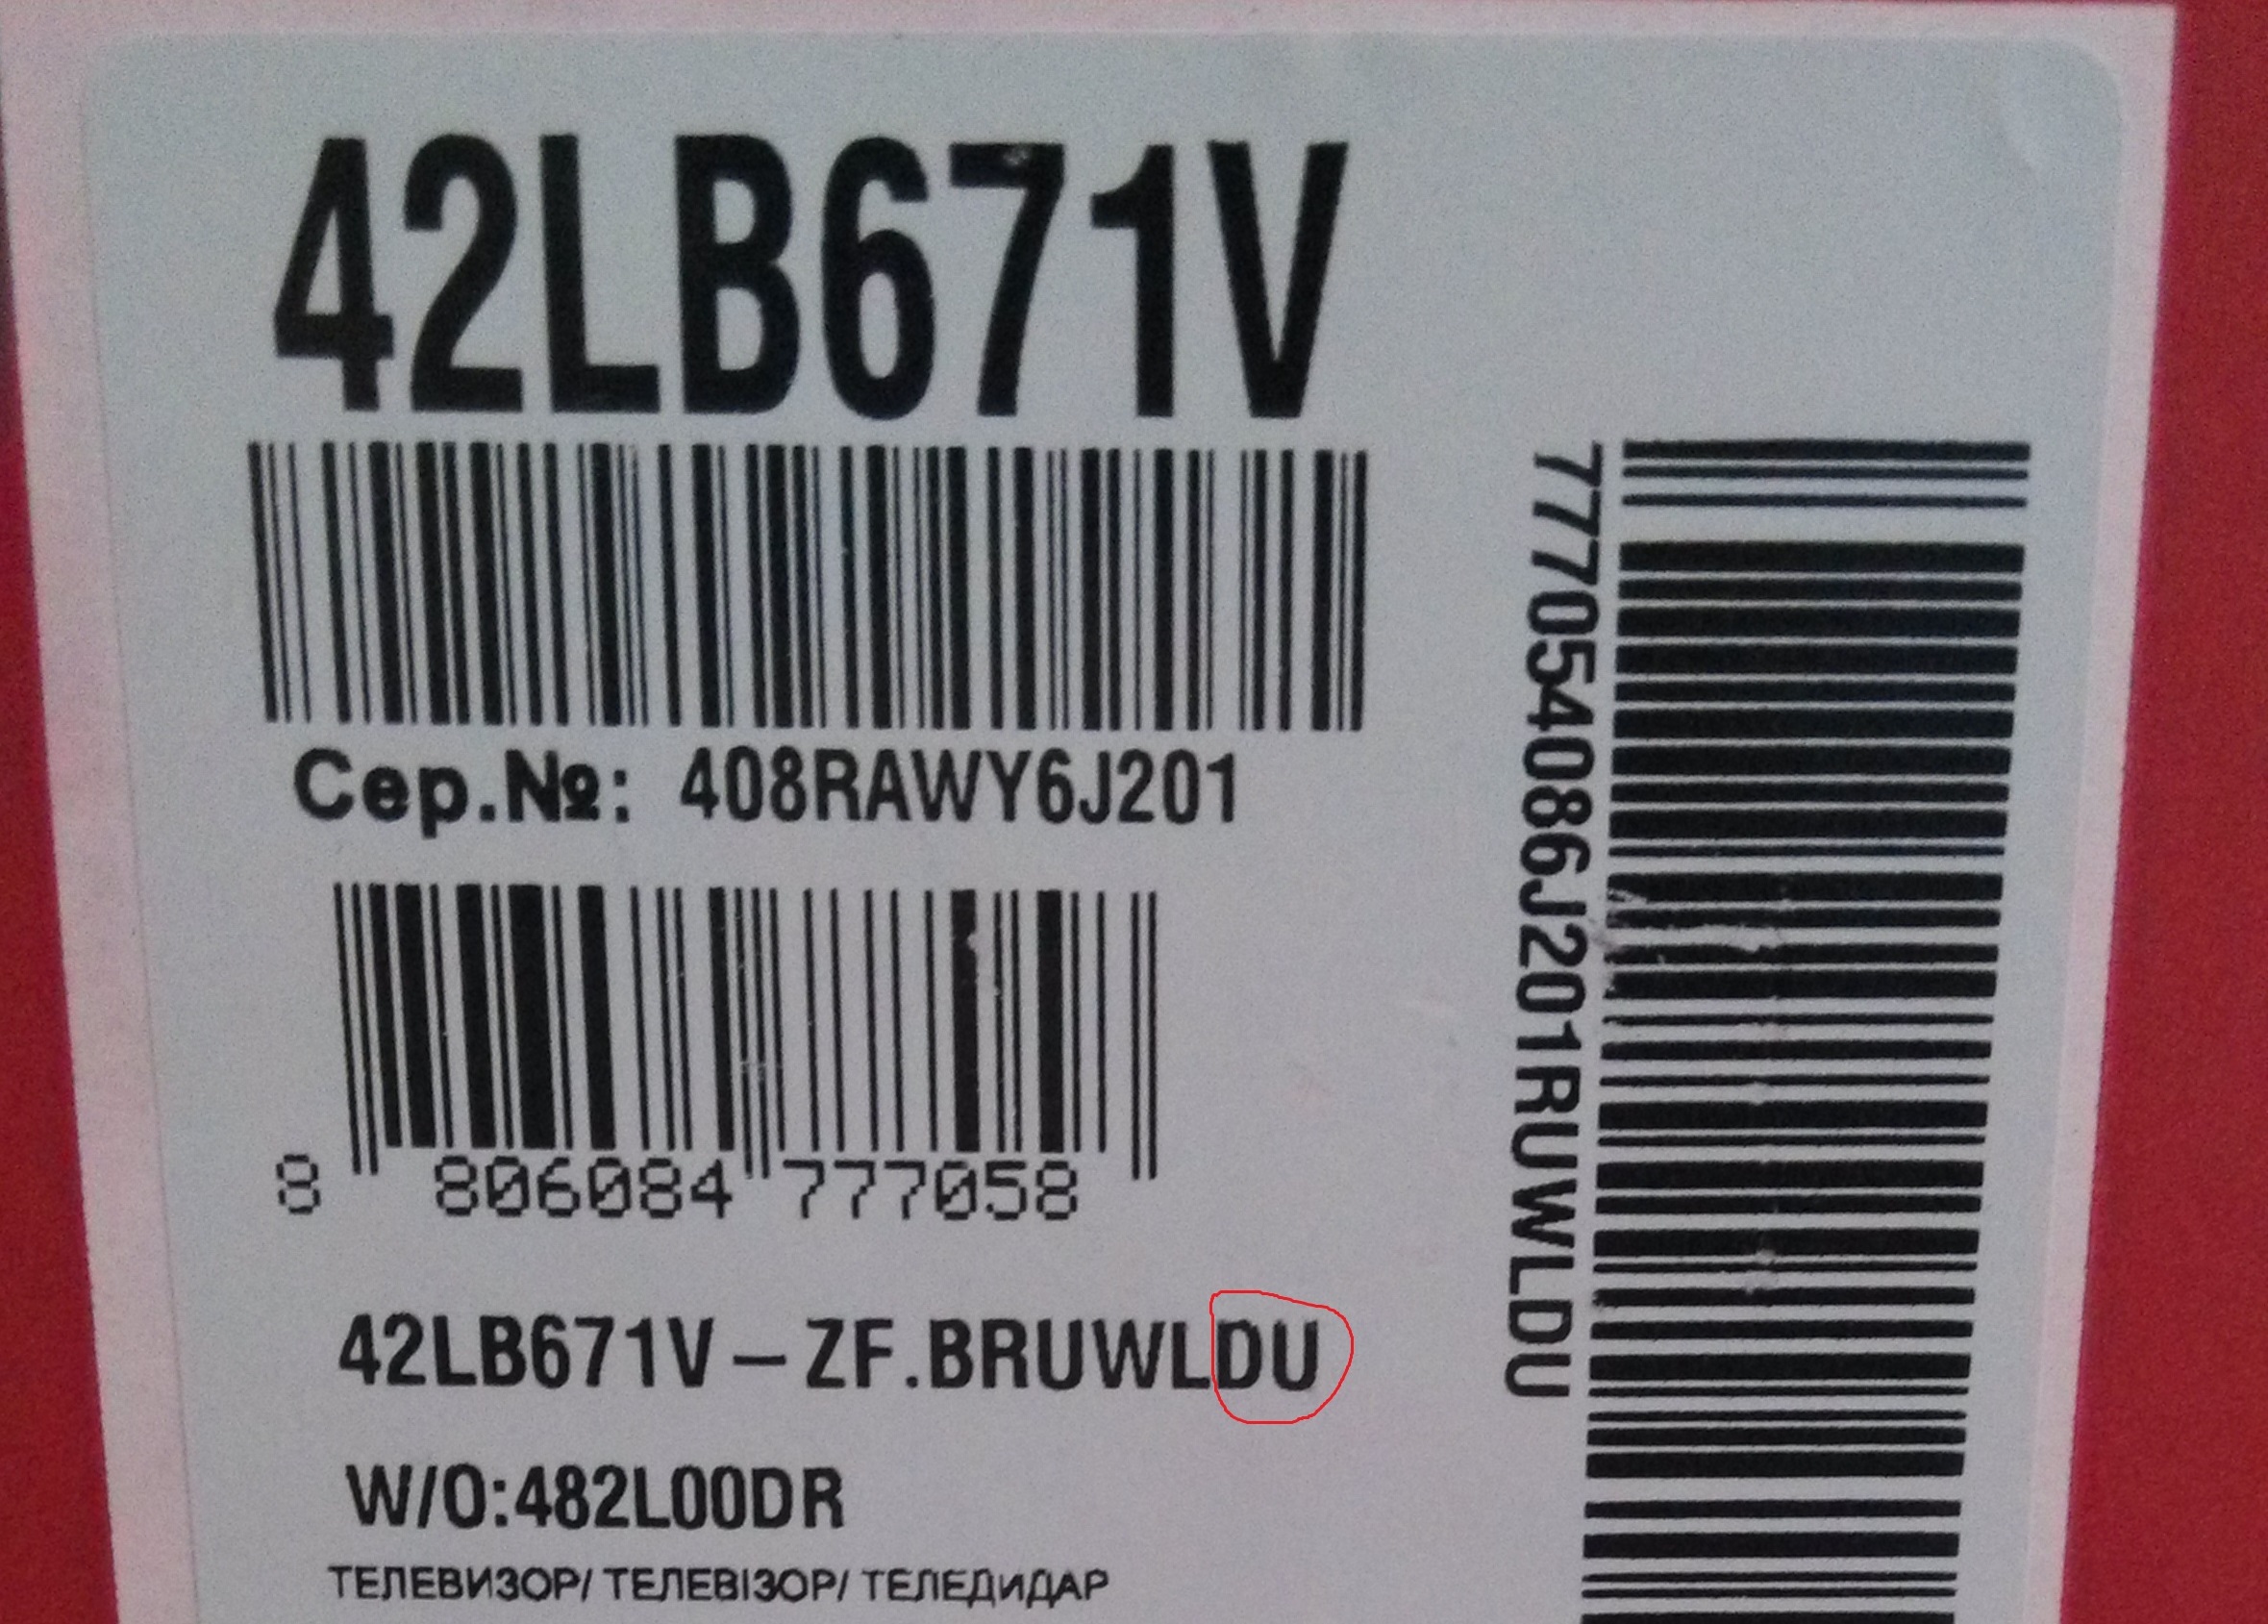 42LB671V
Сер.№: 408RAWY6J201
8 806084 777058
42LB671V-ZF.BRUWLDU
W/O:482L00DR
ТЕЛЕВИЗОР/ ТЕЛЕВІЗОР/ ТЕЛЕДИДАР
777054086J201RUWLDU